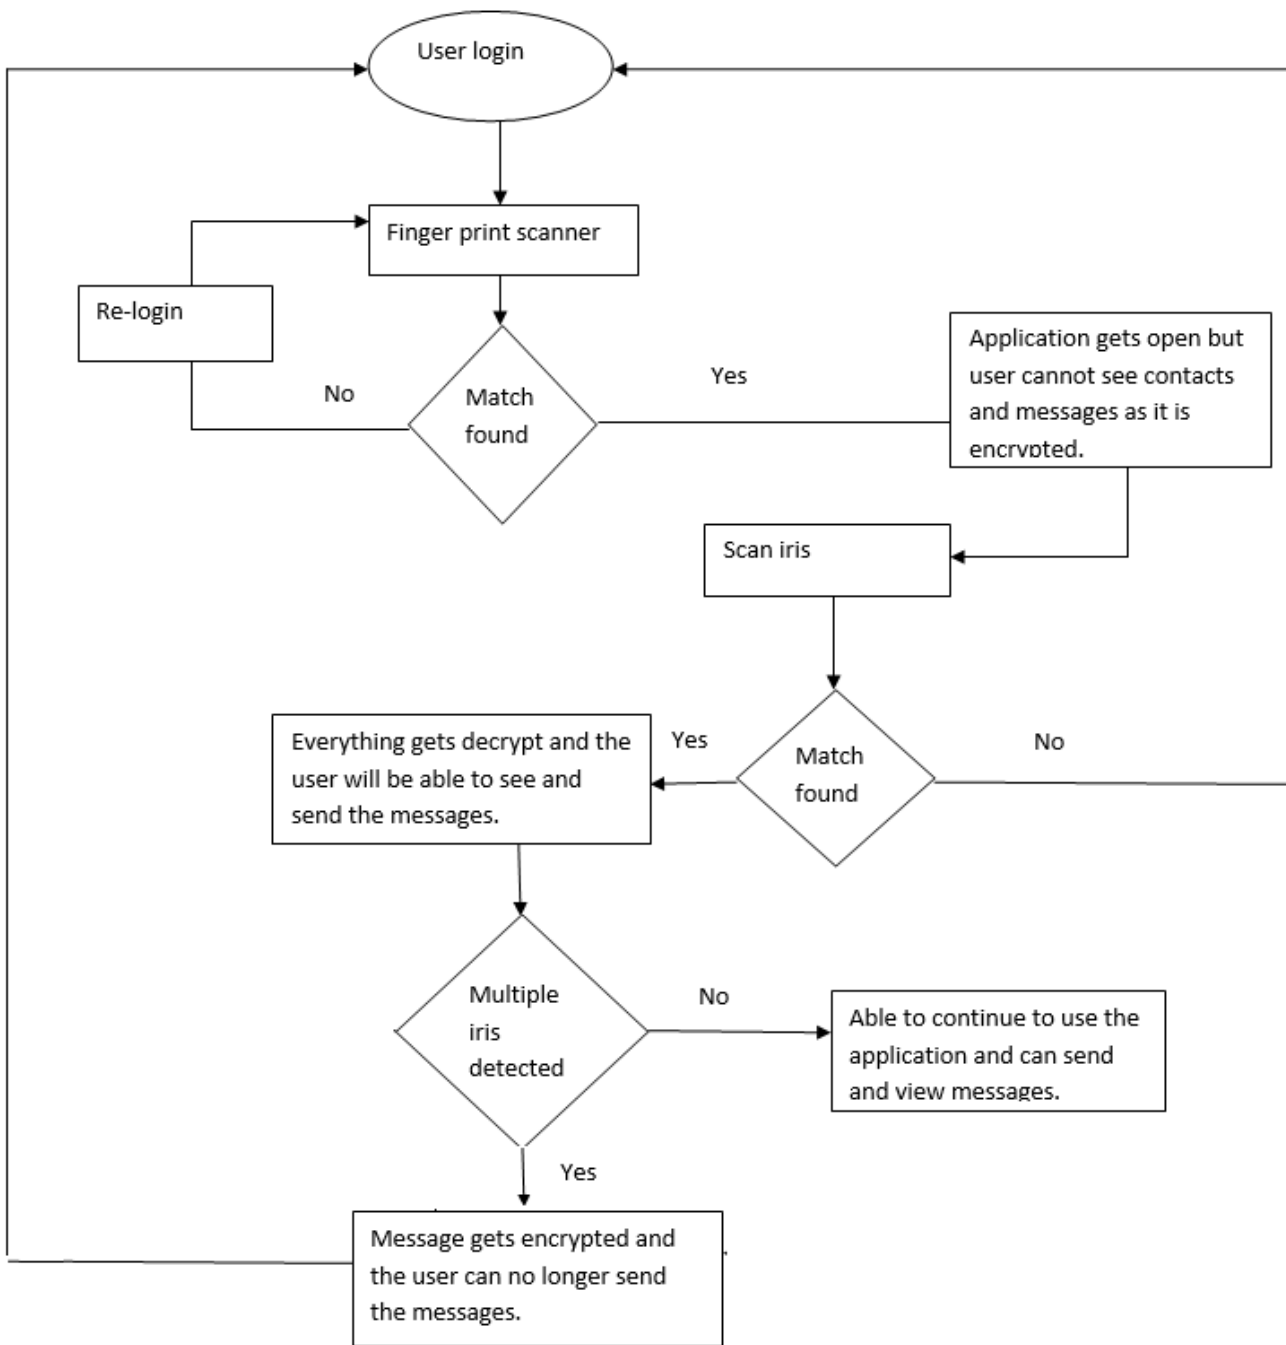 User login
Finger print scanner
Re-login
No
Match
found
Yes
Application gets open but
user cannot see contacts
and messages as it is
encrypted.
Scan iris
Match
found
Yes
No
Everything gets decrypt and the
user will be able to see and
send the messages.
Multiple
iris
detected
No
Able to continue to use the
application and can send
and view messages.
Yes
Message gets encrypted and
the user can no longer send
the messages.